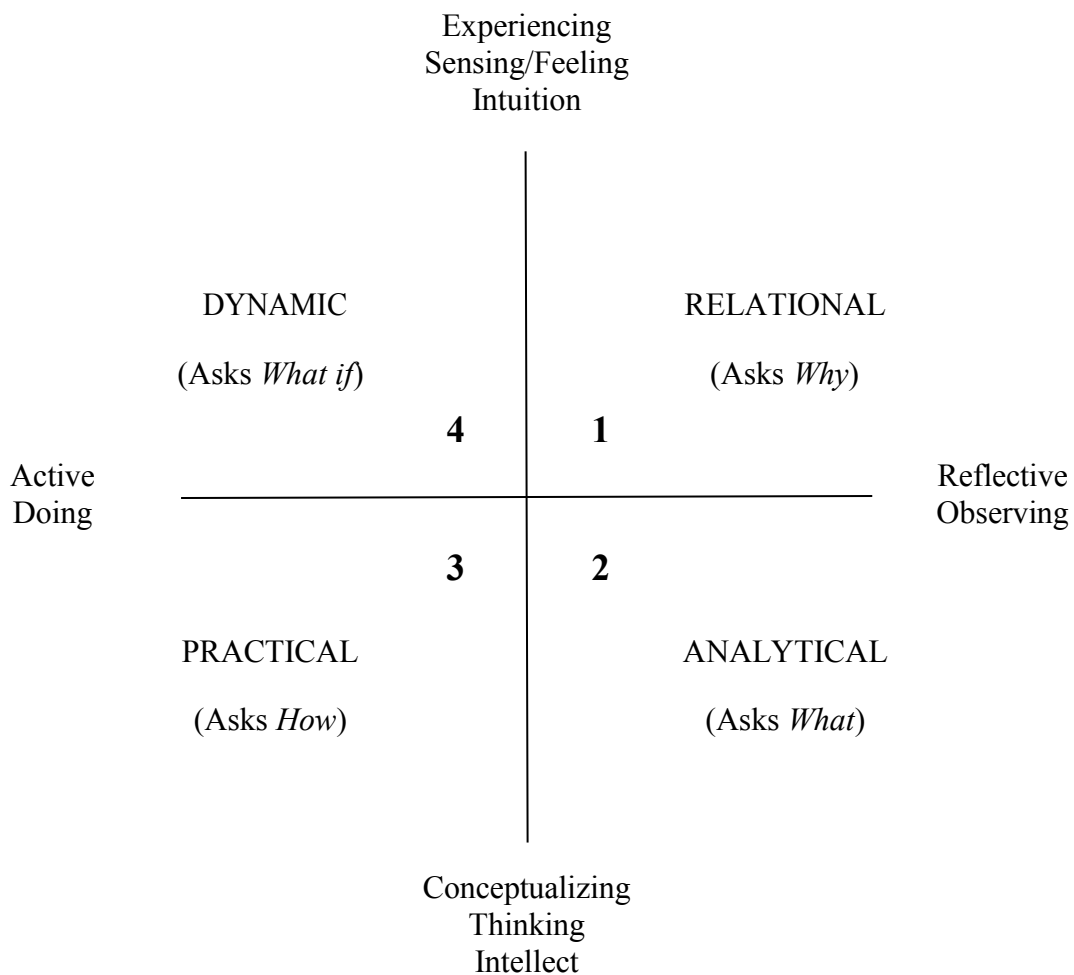 Experiencing
Sensing/Feeling
Intuition
DYNAMIC
RELATIONAL
(Asks What if)
(Asks Why)
4
1
Active
Doing
Reflective
Observing
3
2
PRACTICAL
ANALYTICAL
(Asks How)
(Asks What)
Conceptualizing
Thinking
Intellect